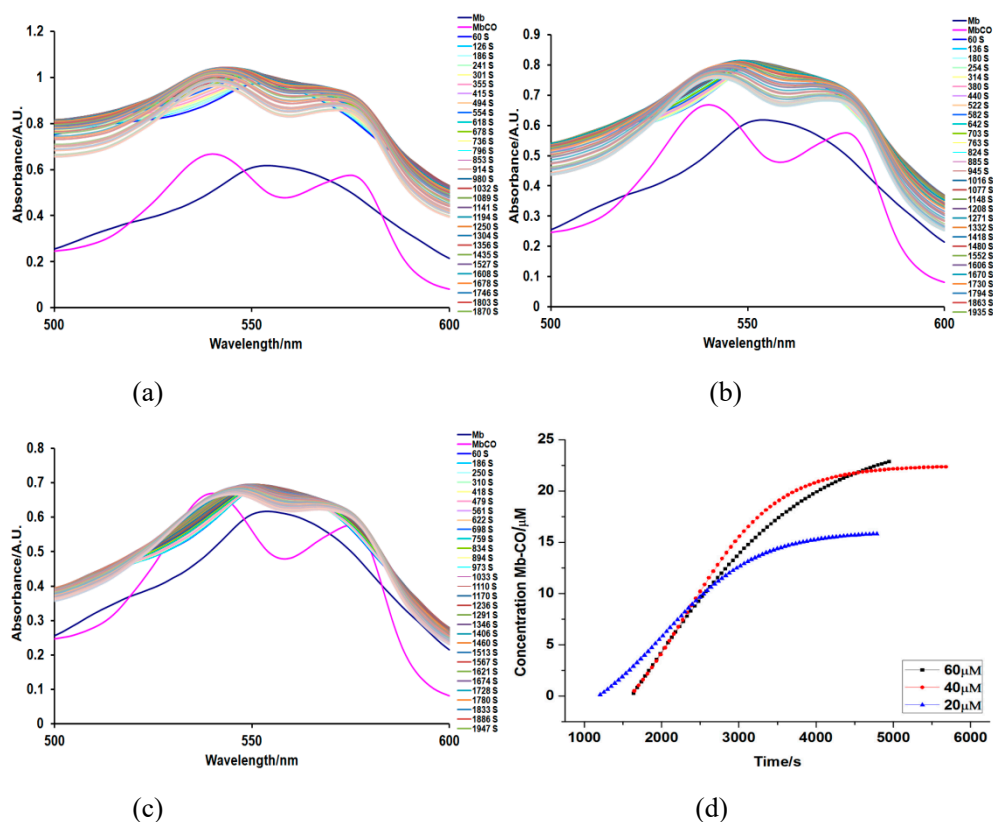 Absorbance/A.U.
1.2
1
0.8
0.6
0.4
0.2
0
500
550
600
Wavelength/nm
Mb
MbCO
60 S
126 S
186 S
241 S
301 S
355 S
415 S
494 S
554 S
618 S
678 S
736 S
796 S
853 S
914 S
980 S
1032 S
1089 S
1141 S
1194 S
1250 S
1304 S
1356 S
1435 S
1527 S
1608 S
1678 S
1746 S
1803 S
1870 S
(a)
Absorbance/A.U.
0.9
0.8
0.7
0.6
0.5
0.4
0.3
0.2
0.1
0
500
550
600
Wavelength/nm
Mb
MbCO
60 S
136 S
180 S
254 S
314 S
380 S
440 S
522 S
582 S
642 S
703 S
763 S
824 S
885 S
945 S
1016 S
1077 S
1148 S
1208 S
1271 S
1332 S
1418 S
1480 S
1552 S
1606 S
1670 S
1730 S
1794 S
1863 S
1935 S
(b)
Absorbance/A.U.
0.8
0.7
0.6
0.5
0.4
0.3
0.2
0.1
0
500
550
600
Wavelength/nm
Mb
MbCO
60 S
186 S
250 S
310 S
418 S
479 S
561 S
622 S
698 S
759 S
834 S
894 S
973 S
1033 S
1110 S
1170 S
1236 S
1291 S
1346 S
1406 S
1460 S
1513 S
1567 S
1621 S
1674 S
1728 S
1780 S
1833 S
1886 S
1947 S
(c)
Concentration Mb-CO/µM
25
20
15
10
5
0
1000
2000
3000
4000
5000
6000
Time/s
60µM
40µM
20µM
(d)